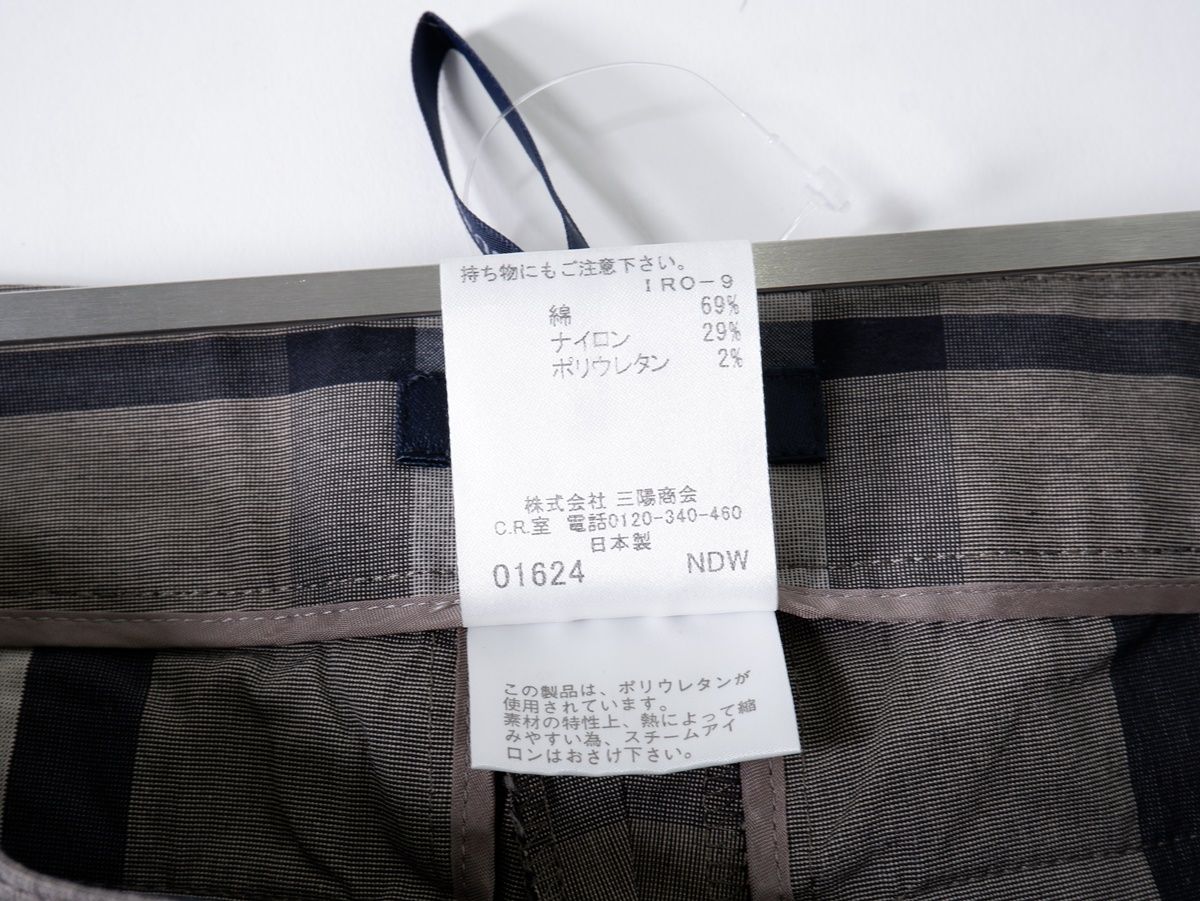 持ち物にもご注意下さい。
IRO-9
綿 69%
ナイロン 29%
ポリウレタン 2%
株式会社 三陽商会
C.R.室 電話0120-340-460
日本製
01624 NDW
この製品は、ポリウレタンが
使用されています。
素材の特性上、熱によって縮
みやすい為、スチームアイ
ロンはおさけ下さい。